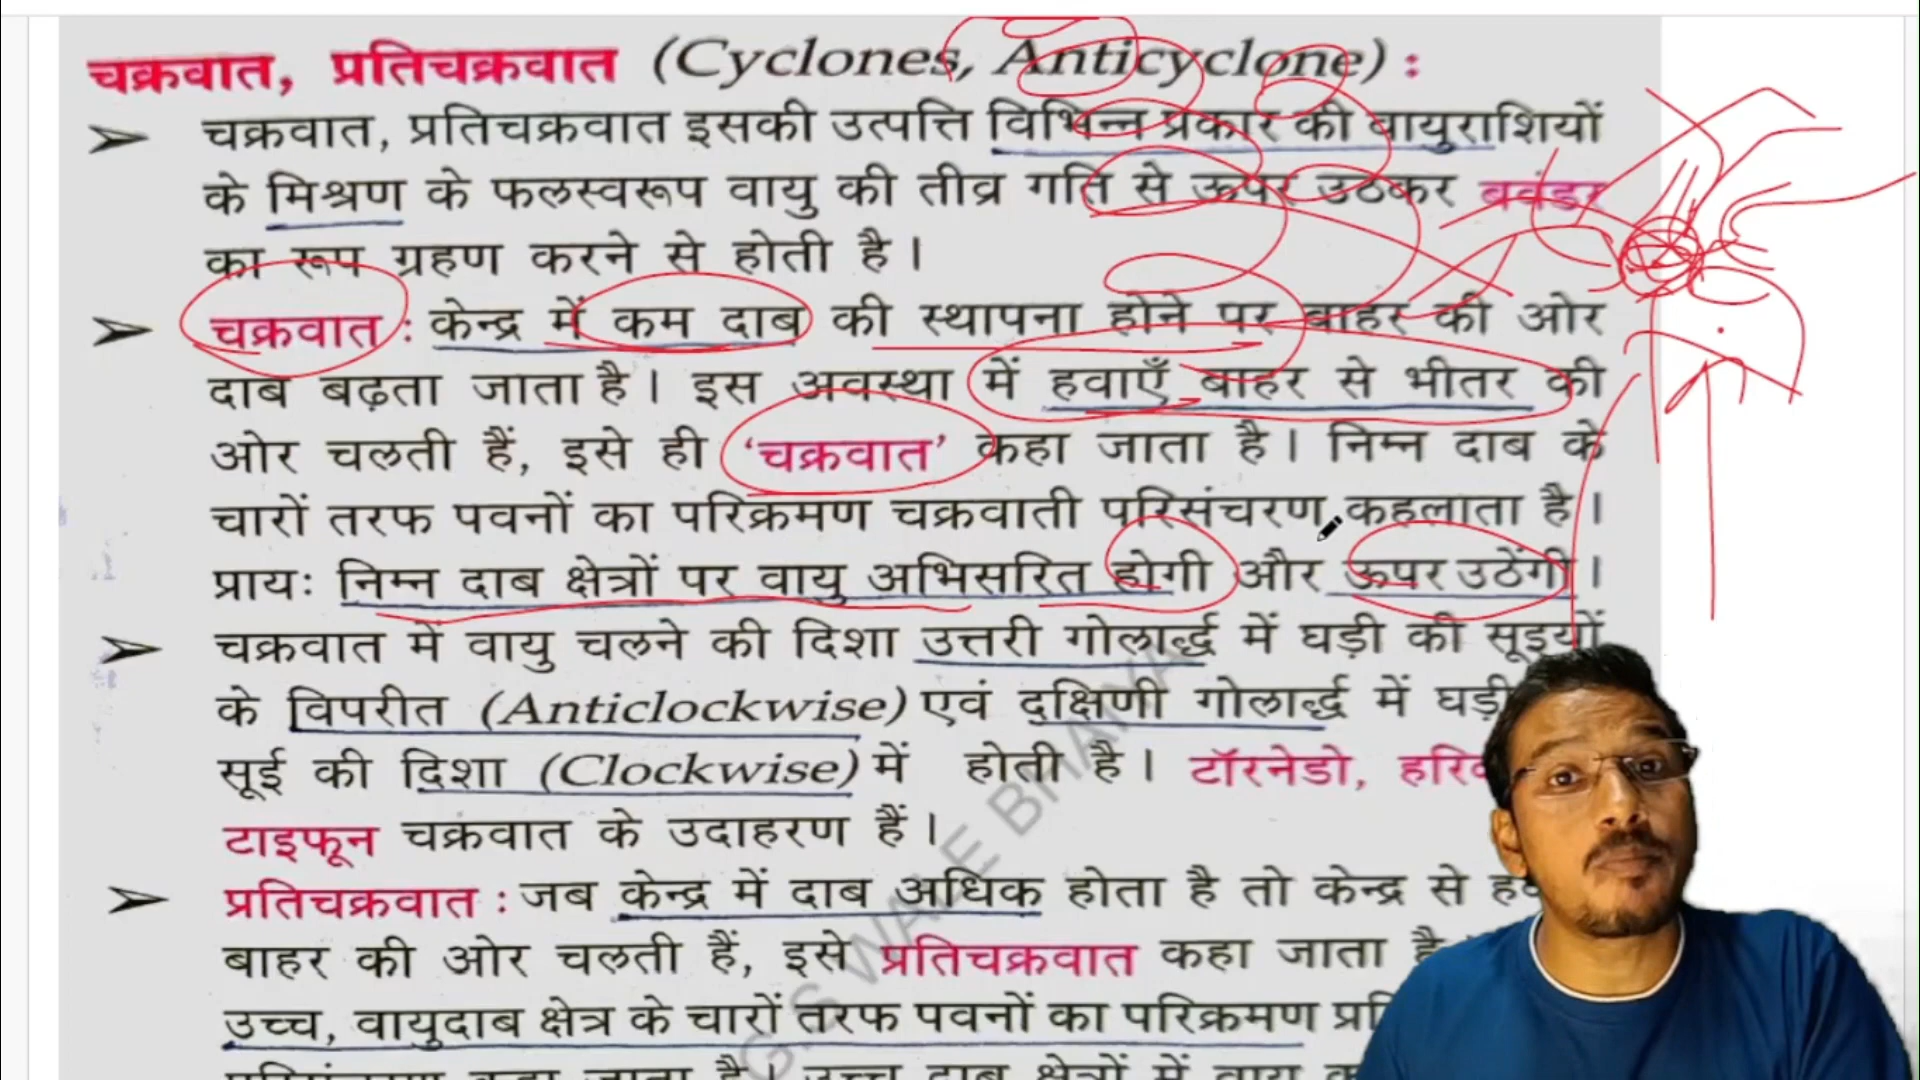 चक्रवात, प्रतिचक्रवात (Cyclones, Anticyclone) :
➤ चक्रवात, प्रतिचक्रवात इसकी उत्पत्ति विभिन्न प्रकार की वायुराशियों
के मिश्रण के फलस्वरूप वायु की तीव्र गति से ऊपर उठकर बवंडर
का रूप ग्रहण करने से होती है।
➤ चक्रवात : केन्द्र में कम दाब की स्थापना होने पर बाहर की ओर
दाब बढ़ता जाता है। इस अवस्था में हवाएँ बाहर से भीतर की
ओर चलती हैं, इसे ही ‘चक्रवात’ कहा जाता है। निम्न दाब के
चारों तरफ पवनों का परिक्रमण चक्रवाती परिसंचरण कहलाता है।
प्रायः निम्न दाब क्षेत्रों पर वायु अभिसरित होगी और ऊपर उठेंगी।
➤ चक्रवात में वायु चलने की दिशा उत्तरी गोलार्द्ध में घड़ी की सूइयों
के विपरीत (Anticlockwise) एवं दक्षिणी गोलार्द्ध में घड़ी
सूई की दिशा (Clockwise) में होती है। टॉरनेडो,
टाइफून चक्रवात के उदाहरण हैं।
➤ प्रतिचक्रवात : जब केन्द्र में दाब अधिक होता है तो केन्द्र से
बाहर की ओर चलती हैं, इसे प्रतिचक्रवात कहा जाता है
उच्च, वायुदाब क्षेत्र के चारों तरफ पवनों का परिक्रमण
G.S WALE BHAIYA